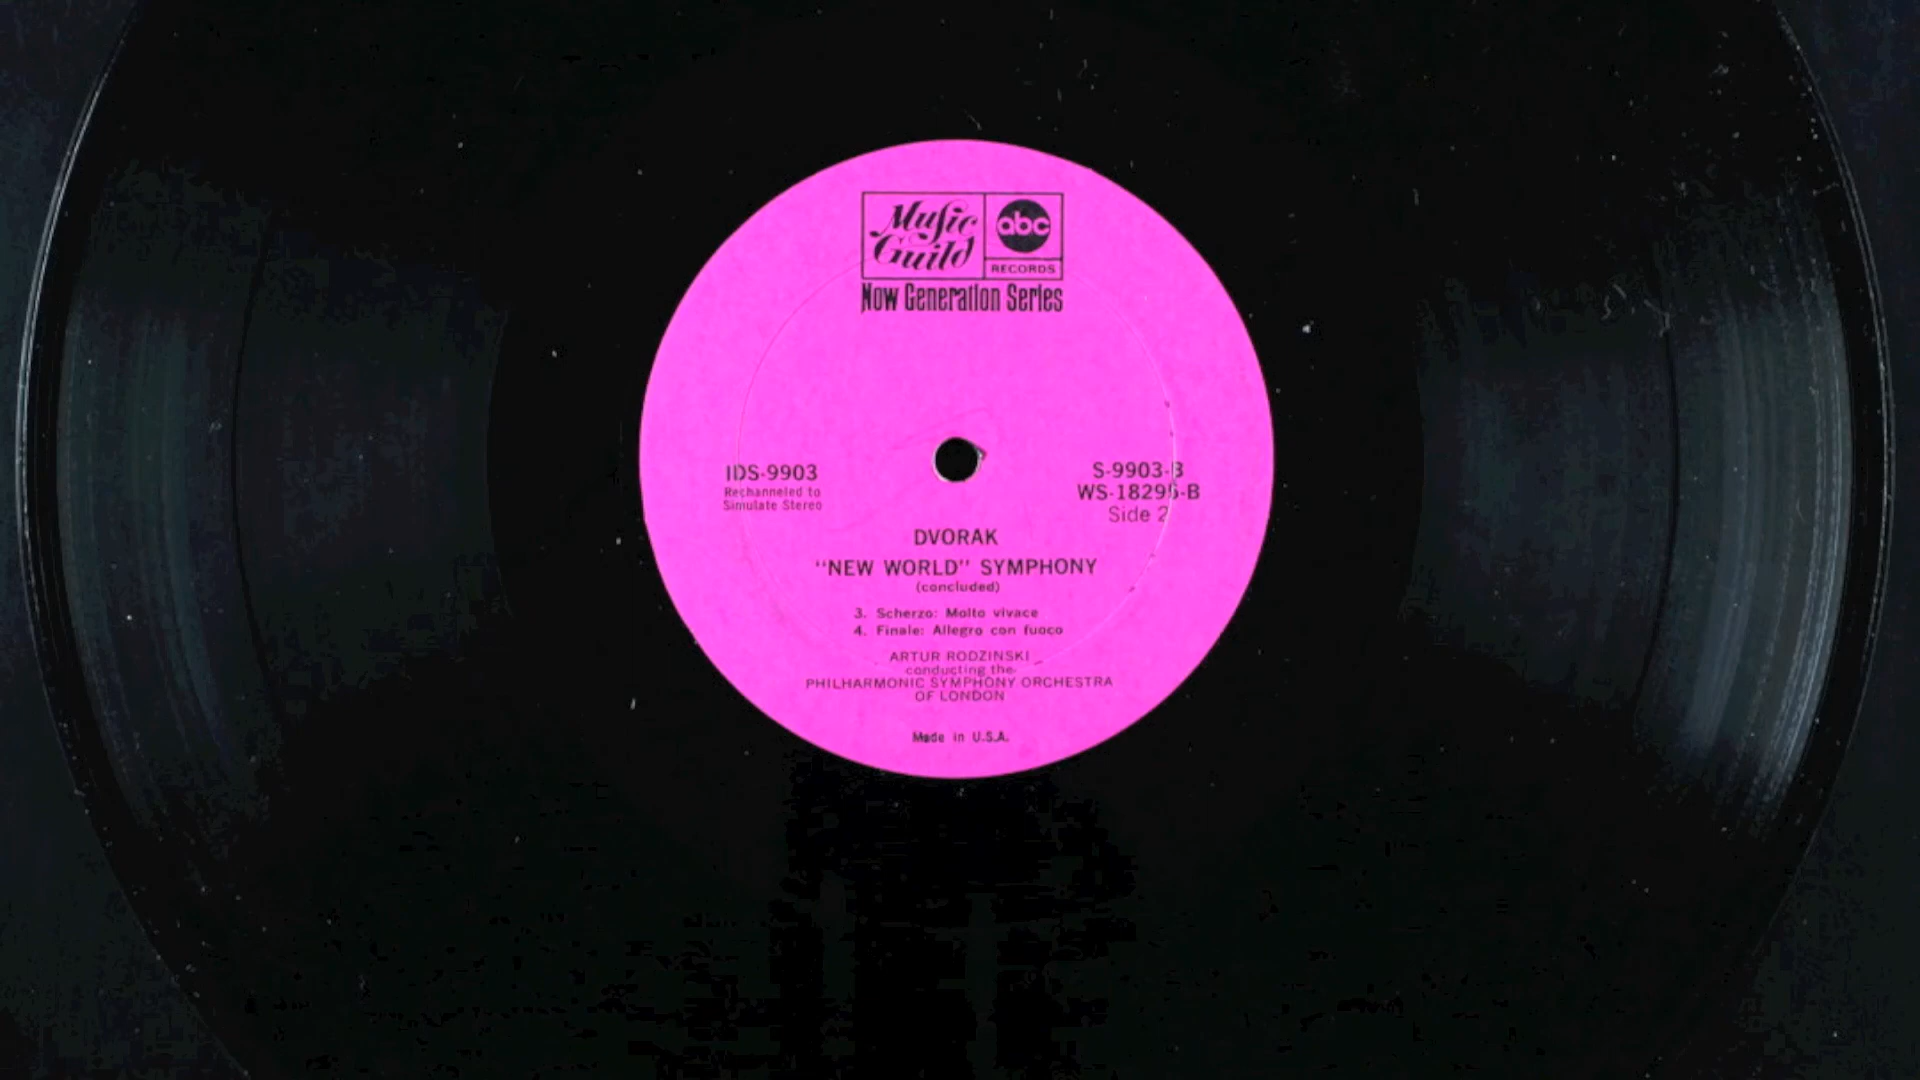 Music Guild
abc
RECORDS
Now Generation Series
IDS-9903
Rechanneled to
Simulate Stereo
S-9903-B
WS-18295-B
Side 2
DVORAK
"NEW WORLD" SYMPHONY
(concluded)
3. Scherzo: Molto vivace
4. Finale: Allegro con fuoco
ARTUR RODZINSKI
conducting the
PHILHARMONIC SYMPHONY ORCHESTRA
OF LONDON
Made in U.S.A.